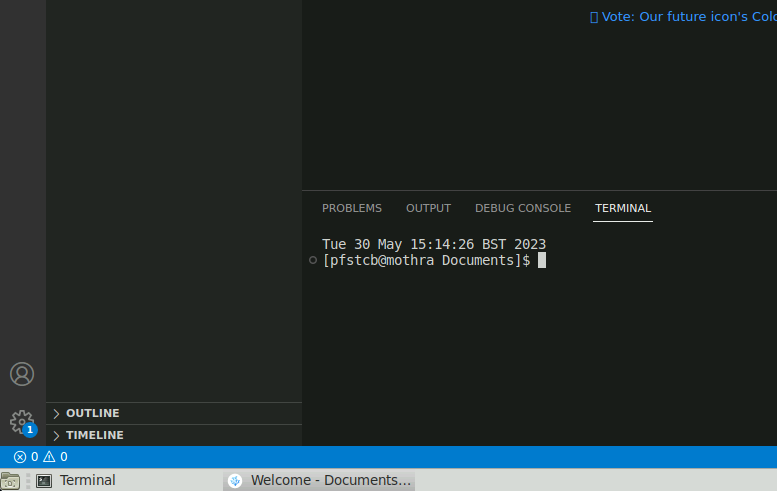 Vote: Our future icon's Colo
PROBLEMS OUTPUT DEBUG CONSOLE TERMINAL
Tue 30 May 15:14:26 BST 2023
[pfstcb@mothra Documents]$
OUTLINE
1
TIMELINE
0 0
Terminal Welcome - Documents...